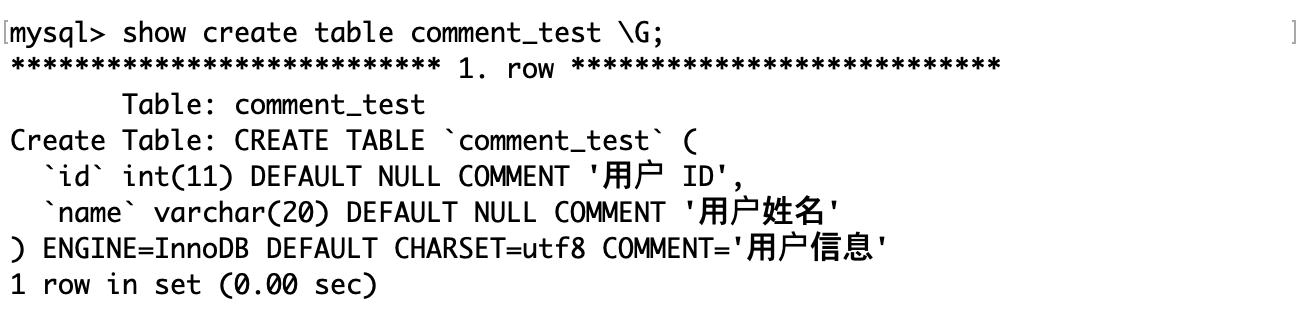 [mysql> show create table comment_test \G; ]
*************************** 1. row ***************************
       Table: comment_test
Create Table: CREATE TABLE `comment_test` (
  `id` int(11) DEFAULT NULL COMMENT '用户 ID',
  `name` varchar(20) DEFAULT NULL COMMENT '用户姓名'
) ENGINE=InnoDB DEFAULT CHARSET=utf8 COMMENT='用户信息'
1 row in set (0.00 sec)